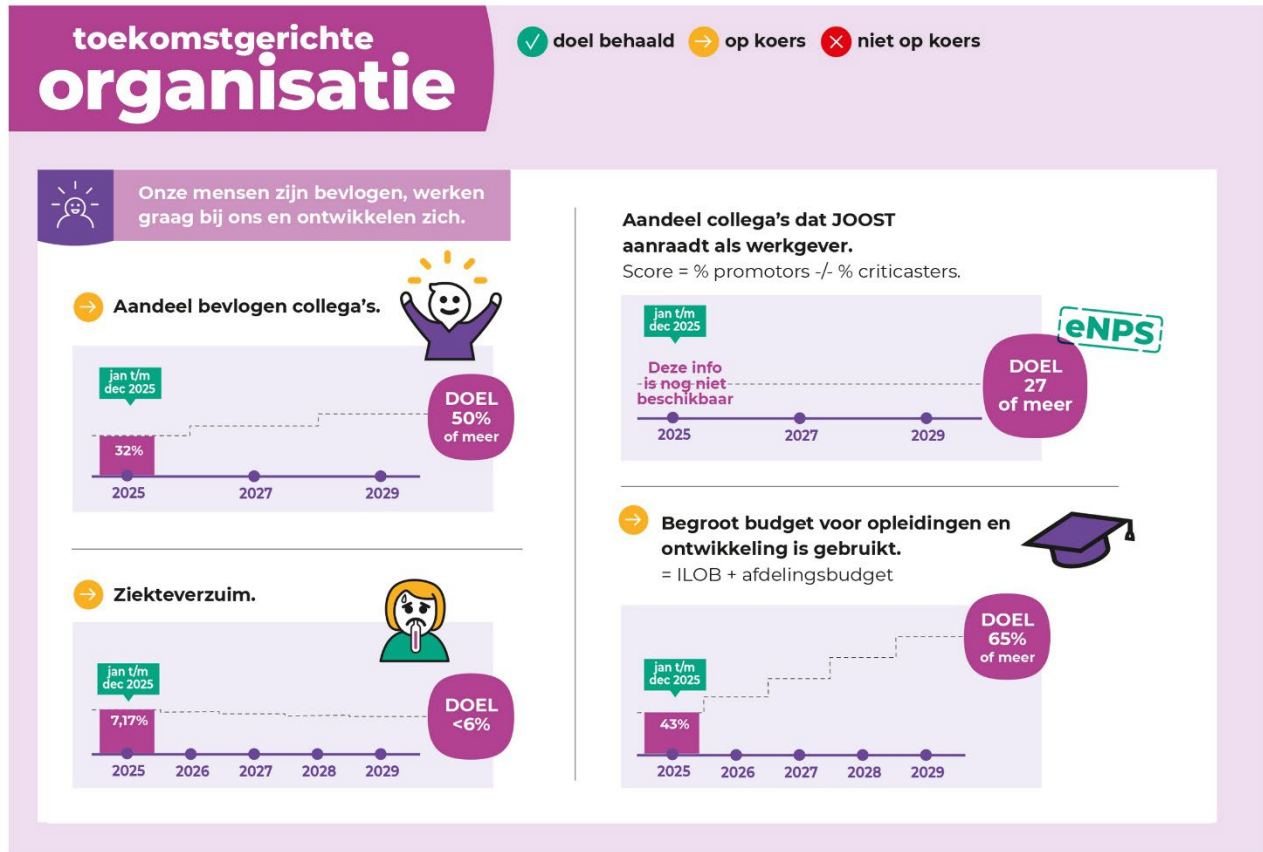 toekomstgerichte
organisatie
doel behaald
op koers
niet op koers
Onze mensen zijn bevlogen, werken
graag bij ons en ontwikkelen zich.
Aandeel bevlogen collega's.
jan t/m
dec 2025
32%
2025 2027 2029
DOEL
50%
of meer
Ziekteverzuim.
jan t/m
dec 2025
7,17%
2025 2026 2027 2028 2029
DOEL
<6%
Aandeel collega's dat JOOST
aanraadt als werkgever.
Score = % promotors -/- % criticasters.
eNPS
jan t/m
dec 2025
Deze info
is nog niet
beschikbaar
2025 2027 2029
DOEL
27
of meer
Begroot budget voor opleidingen en
ontwikkeling is gebruikt.
= ILOB + afdelingsbudget
jan t/m
dec 2025
43%
2025 2026 2027 2028 2029
DOEL
65%
of meer